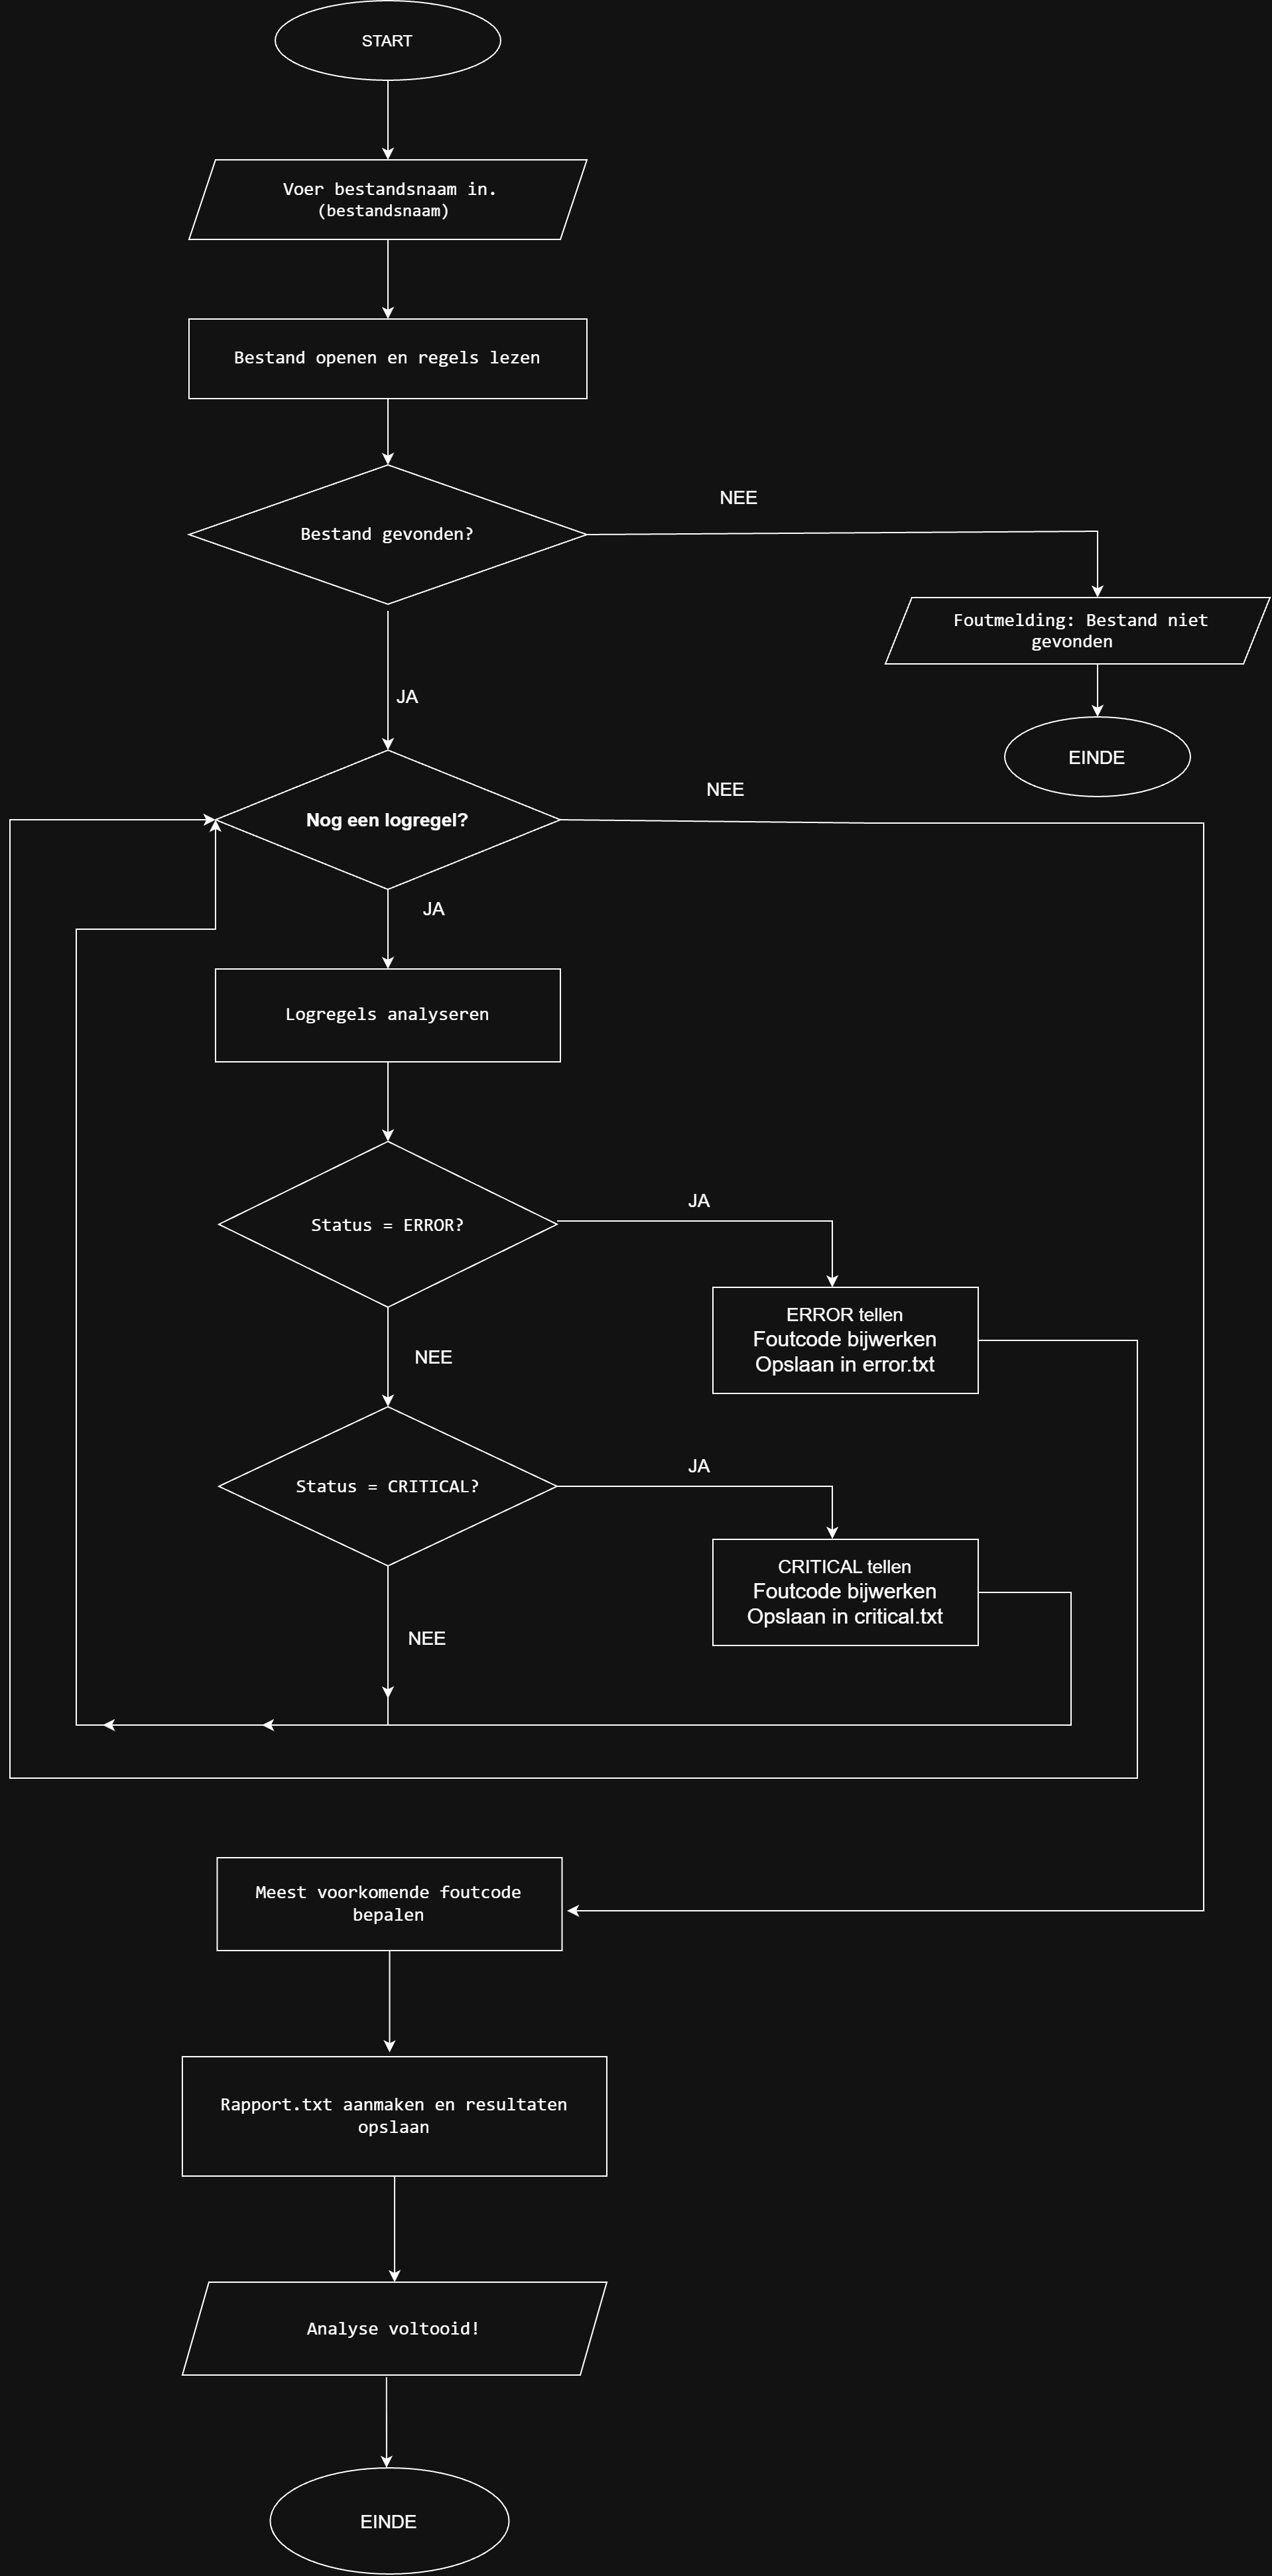 START
Voer bestandsnaam in.
(bestandsnaam)
Bestand openen en regels lezen
NEE
Bestand gevonden?
Foutmelding: Bestand niet
gevonden
JA
EINDE
NEE
Nog een logregel?
JA
Logregels analyseren
JA
Status = ERROR?
ERROR tellen
Foutcode bijwerken
Opslaan in error.txt
NEE
JA
Status = CRITICAL?
CRITICAL tellen
Foutcode bijwerken
Opslaan in critical.txt
NEE
Meest voorkomende foutcode
bepalen
Rapport.txt aanmaken en resultaten
opslaan
Analyse voltooid!
EINDE